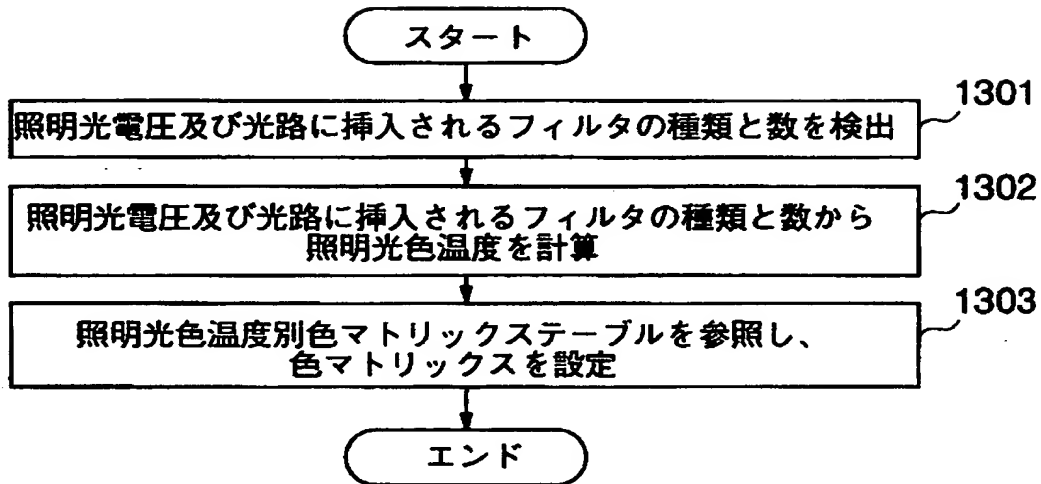 スタート
1301
照明光電圧及び光路に挿入されるフィルタの種類と数を検出
1302
照明光電圧及び光路に挿入されるフィルタの種類と数から
照明光色温度を計算
1303
照明光色温度別色マトリックステーブルを参照し、
色マトリックスを設定
エンド